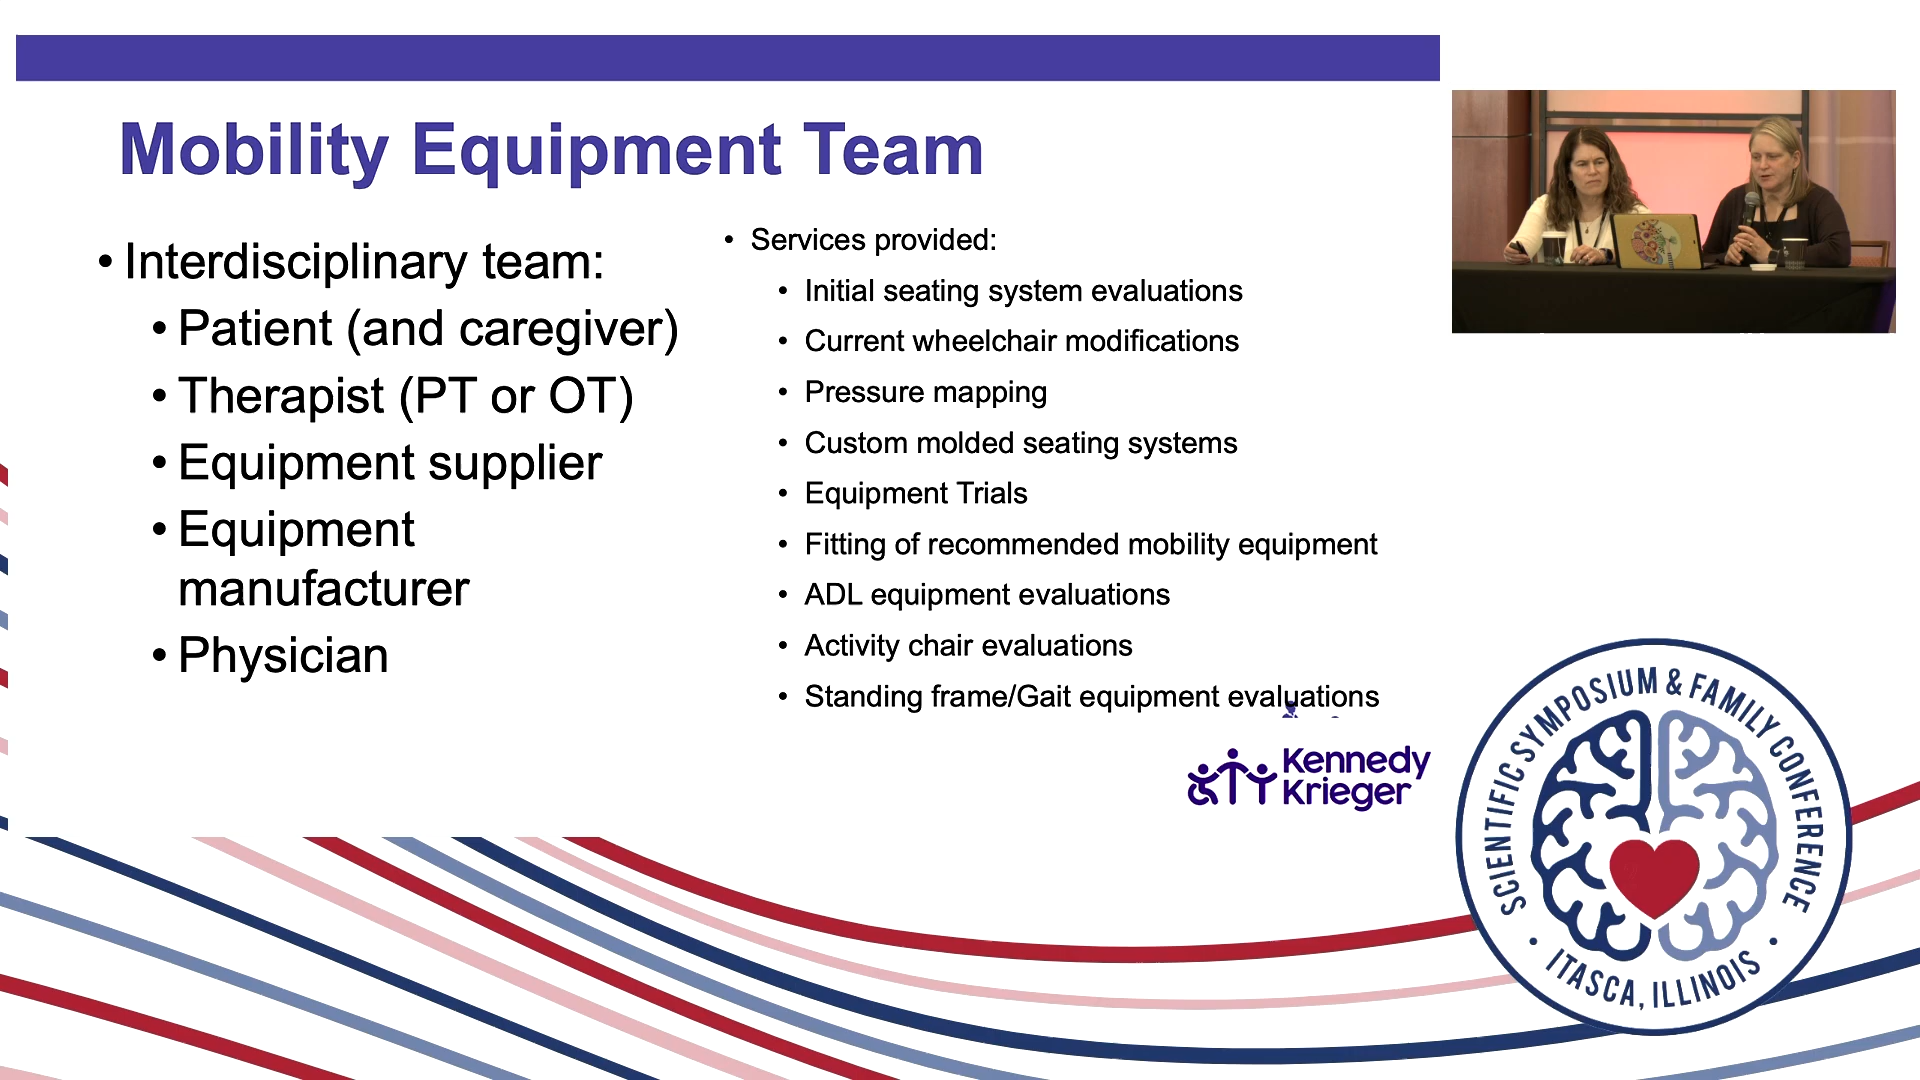 Mobility Equipment Team
• Interdisciplinary team:
• Patient (and caregiver)
• Therapist (PT or OT)
• Equipment supplier
• Equipment
manufacturer
• Physician
• Services provided:
• Initial seating system evaluations
• Current wheelchair modifications
• Pressure mapping
• Custom molded seating systems
• Equipment Trials
• Fitting of recommended mobility equipment
• ADL equipment evaluations
• Activity chair evaluations
• Standing frame/Gait equipment evaluations
Kennedy
Krieger
SCIENTIFIC SYMPOSIUM & FAMILY CONFERENCE
• ITASCA, ILLINOIS •